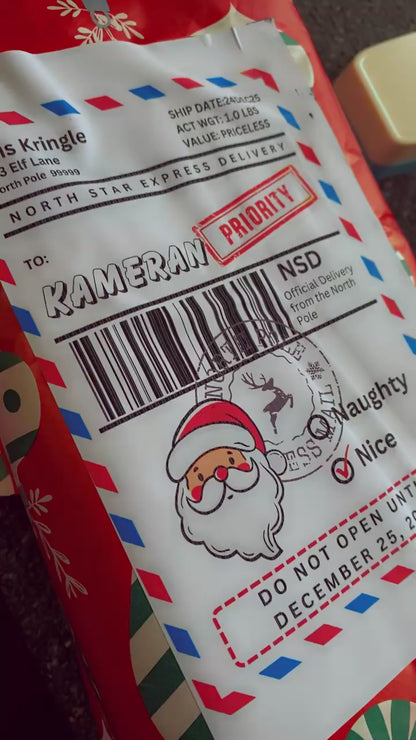 ls Kringle
3 Elf Lane
orth Pole 99999
SHIP DATE:24DEC25
ACT WGT: 1.0 LBS
VALUE: PRICELESS
NORTH STAR EXPRESS DELIVERY
TO:
KAMERAN
PRIORITY
NSD
Official Delivery
from the North
Pole
Naughty
Nice
DO NOT OPEN UNT
DECEMBER 25, 20